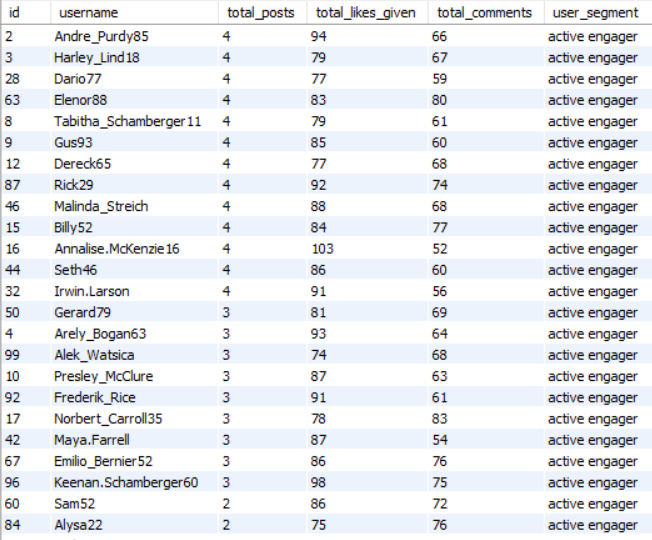 id username total_posts total_likes_given total_comments user_segment
2 Andre_Purdy85 4 94 66 active engager
3 Harley_Lind18 4 79 67 active engager
28 Dario77 4 77 59 active engager
63 Elenor88 4 83 80 active engager
8 Tabitha_Schamberger11 4 79 61 active engager
9 Gus93 4 85 60 active engager
12 Dereck65 4 77 68 active engager
87 Rick29 4 92 74 active engager
46 Malinda_Streich 4 88 68 active engager
15 Billy52 4 84 77 active engager
16 Annalise.McKenzie16 4 103 52 active engager
44 Seth46 4 86 60 active engager
32 Irwin.Larson 4 91 56 active engager
50 Gerard79 3 81 69 active engager
4 Arely_Bogan63 3 93 64 active engager
99 Alek_Watsica 3 74 68 active engager
10 Presley_McClure 3 87 63 active engager
92 Frederik_Rice 3 91 61 active engager
17 Norbert_Carroll35 3 78 83 active engager
42 Maya.Farrell 3 87 54 active engager
67 Emilio_Bernier52 3 86 76 active engager
96 Keenan.Schamberger60 3 98 75 active engager
60 Sam52 2 86 72 active engager
84 Alysa22 2 75 76 active engager